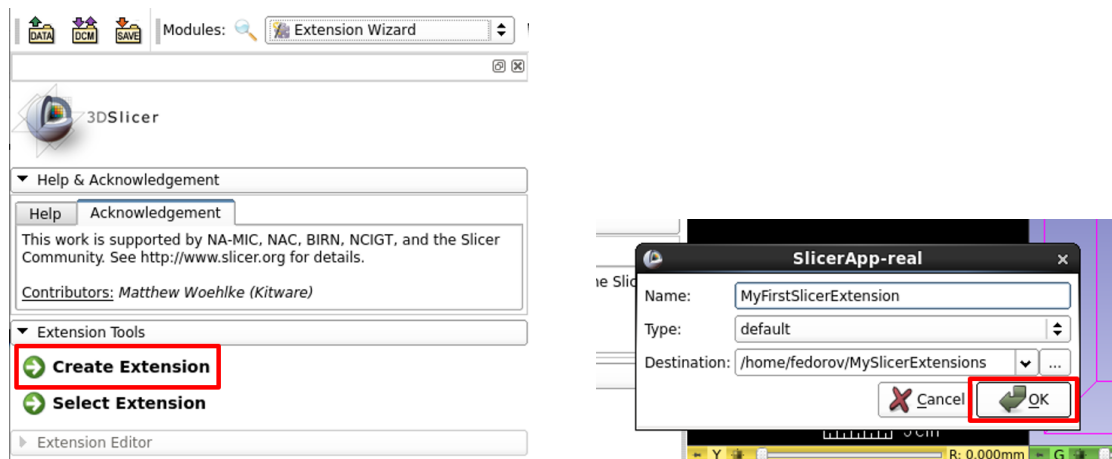 DATA DCM SAVE Modules: Extension Wizard
3DSlicer
Help & Acknowledgement
Help Acknowledgement
This work is supported by NA-MIC, NAC, BIRN, NCIGT, and the Slicer
Community. See http://www.slicer.org for details.
Contributors: Matthew Woehlke (Kitware)
Extension Tools
Create Extension
Select Extension
Extension Editor
SlicerApp-real
Name: MyFirstSlicerExtension
Type: default
Destination: /home/fedorov/MySlicerExtensions ...
Cancel OK
Y R: 0.000mm G